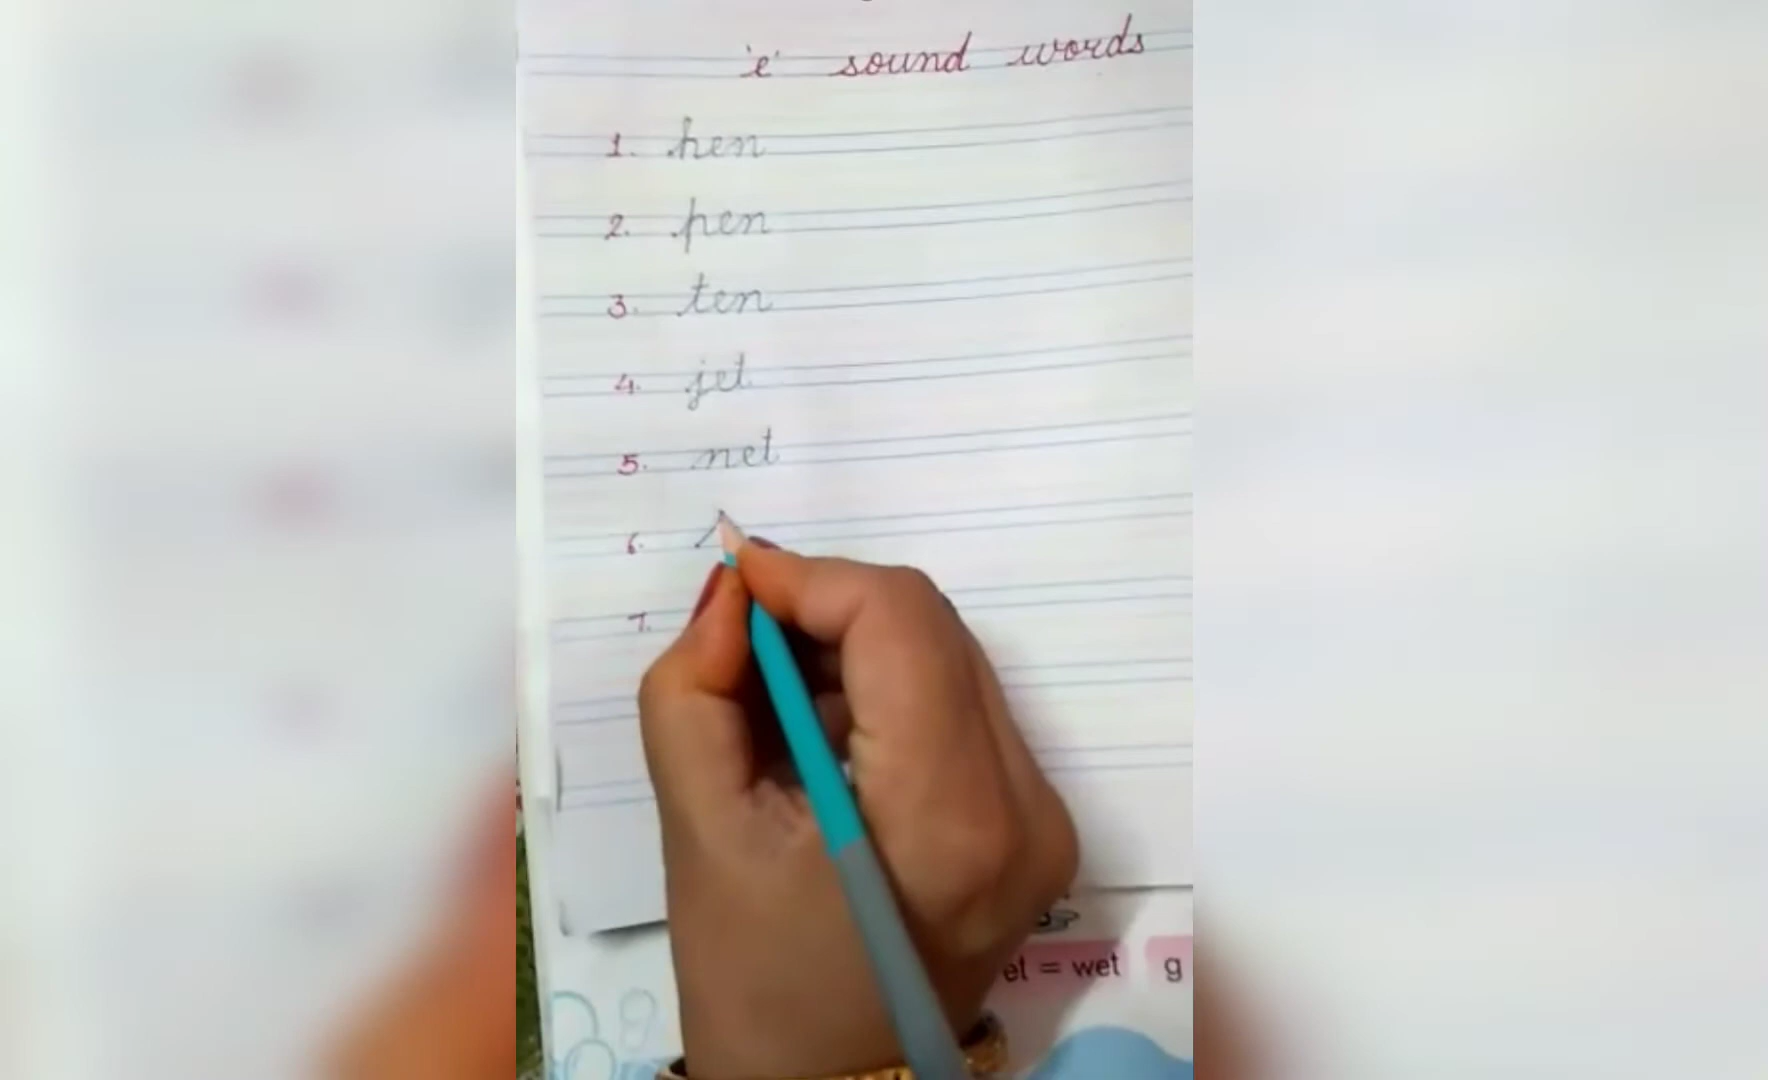 'e' sound words
1. hen
2. pen
3. ten
4. jet
5. net
6.
7.
et = wet g